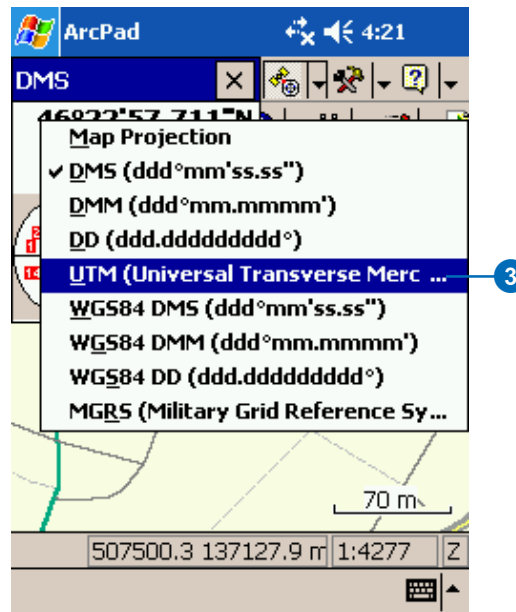 ArcPad 4:21
DMS
46°22'57.711"N
Map Projection
DMS (ddd°mm'ss.ss")
DMM (ddd°mm.mmmm')
DD (ddd.ddddddddd°)
UTM (Universal Transverse Merc ... 3
WGS84 DMS (ddd°mm'ss.ss")
WGS84 DMM (ddd°mm.mmmm')
WGS84 DD (ddd.ddddddddd°)
MGRS (Military Grid Reference Sy...
70 m
507500.3 137127.9 m 1:4277 Z